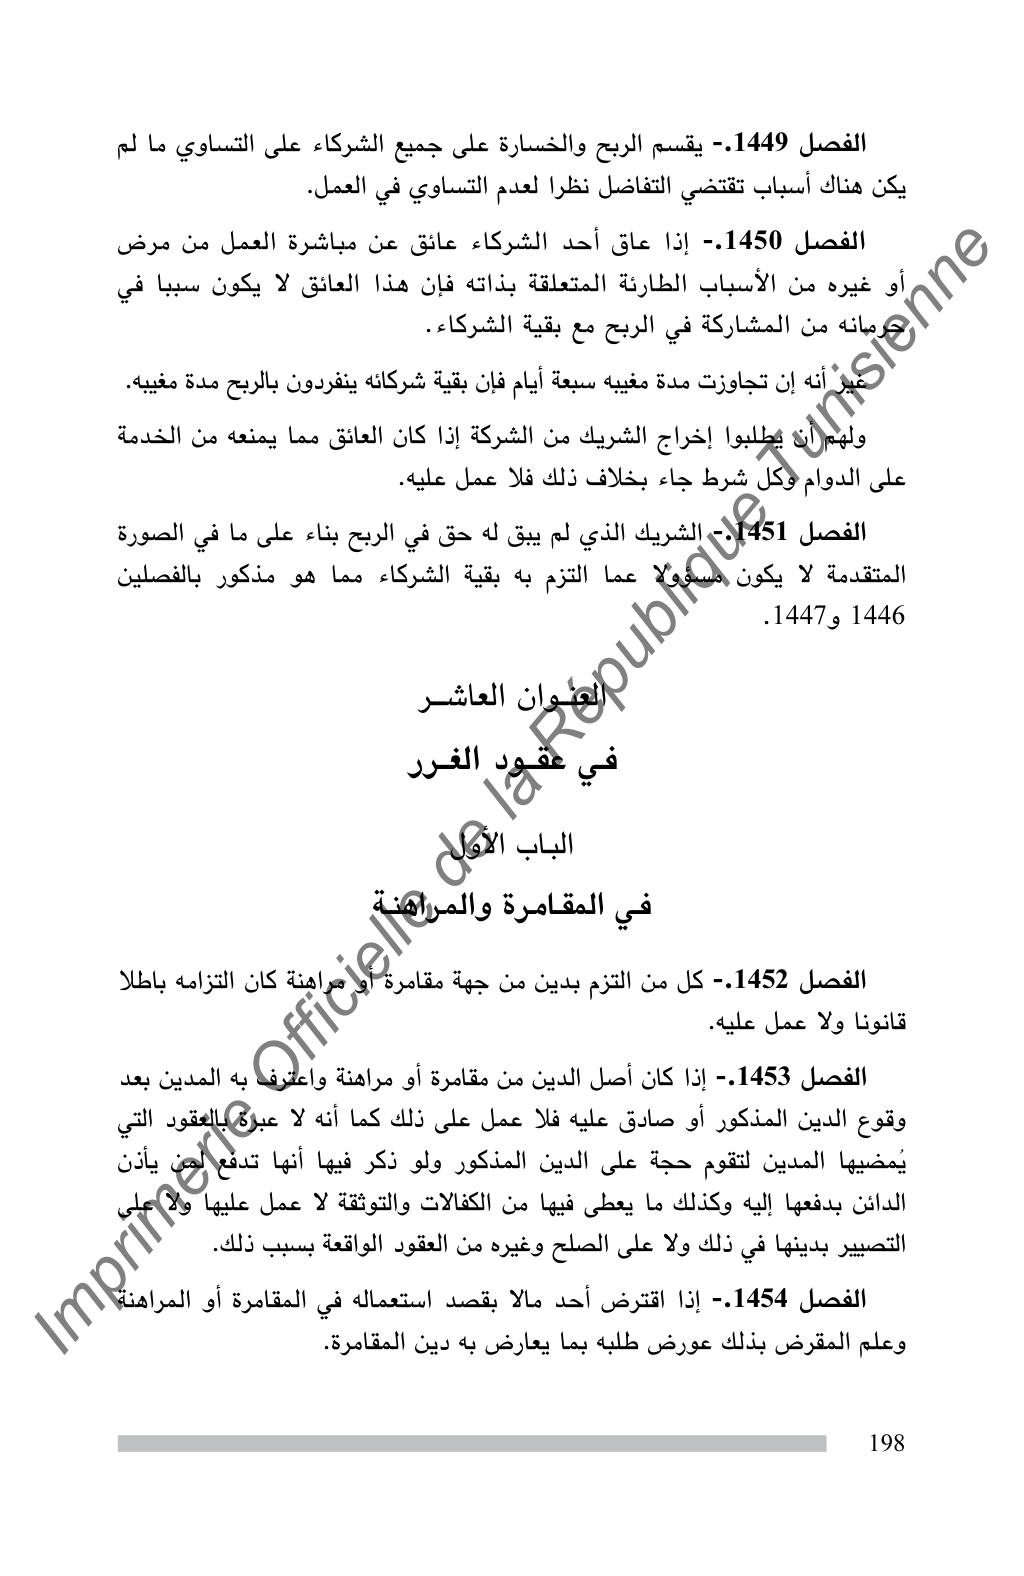 الفصل 1449.- يقسم الربح والخسارة على جميع الشركاء على التساوي ما لم
يكن هناك أسباب تقتضي التفاضل نظرا لعدم التساوي في العمل.
الفصل 1450.- إذا عاق أحد الشركاء عائق عن مباشرة العمل من مرض
أو غيره من الأسباب الطارئة المتعلقة بذاته فإن هذا العائق لا يكون سببا في
حرمانه من المشاركة في الربح مع بقية الشركاء.
غير أنه إن تجاوزت مدة مغيبه سبعة أيام فإن بقية شركائه ينفردون بالربح مدة مغيبه.
ولهم أن يطلبوا إخراج الشريك من الشركة إذا كان العائق مما يمنعه من الخدمة
على الدوام وكل شرط جاء بخلاف ذلك فلا عمل عليه.
الفصل 1451.- الشريك الذي لم يبق له حق في الربح بناء على ما في الصورة
المتقدمة لا يكون مسؤولا عما التزم به بقية الشركاء مما هو مذكور بالفصلين
1446 و1447.
العنـوان العاشـر
فـي عقـود الغـرر
البـاب الأول
فـي المقـامـرة والمـراهنـة
الفصل 1452.- كل من التزم بدين من جهة مقامرة أو مراهنة كان التزامه باطلا
قانونا ولا عمل عليه.
الفصل 1453.- إذا كان أصل الدين من مقامرة أو مراهنة واعترف به المدين بعد
وقوع الدين المذكور أو صادق عليه فلا عمل على ذلك كما أنه لا عبرة بالعقود التي
يُمضيها المدين لتقوم حجة على الدين المذكور ولو ذكر فيها أنها تدفع لمن يأذن
الدائن بدفعها إليه وكذلك ما يعطى فيها من الكفالات والتوثقة لا عمل عليها ولا على
التصيير بدينها في ذلك ولا على الصلح وغيره من العقود الواقعة بسبب ذلك.
الفصل 1454.- إذا اقترض أحد مالا بقصد استعماله في المقامرة أو المراهنة
وعلم المقرض بذلك عورض طلبه بما يعارض به دين المقامرة.
198
Imprimerie Officielle de la République Tunisienne